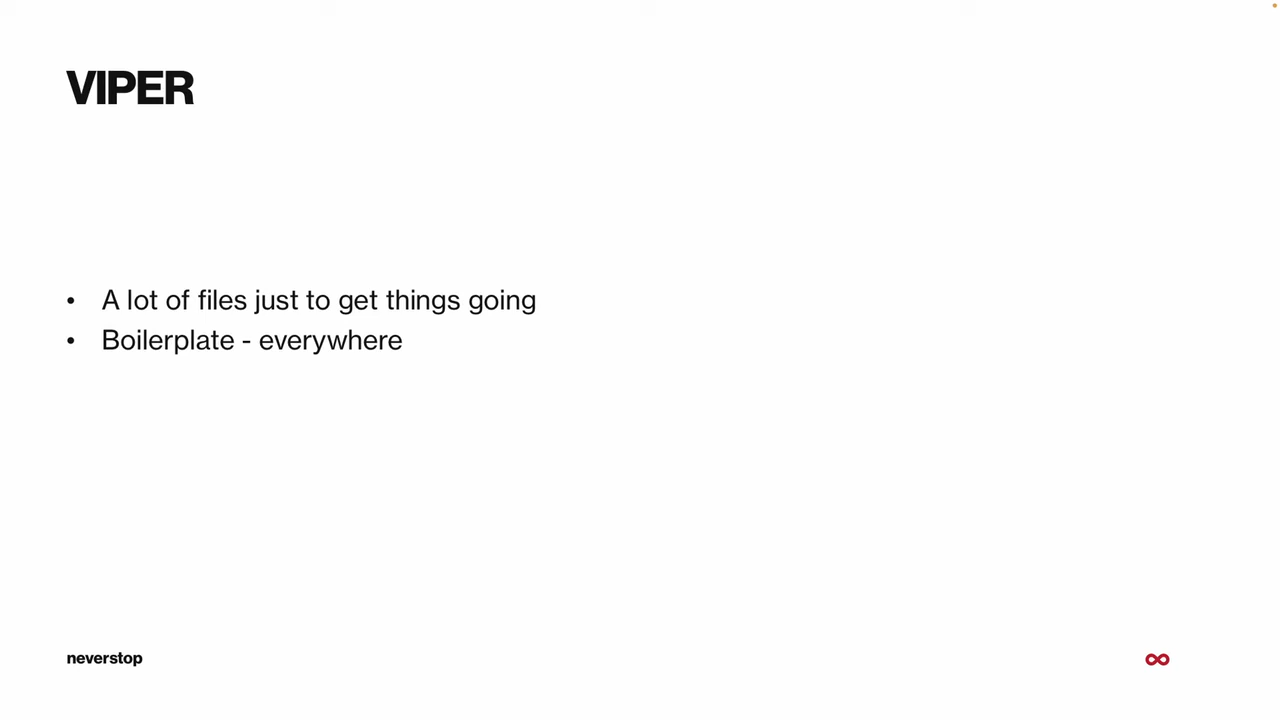 VIPER
• A lot of files just to get things going
• Boilerplate - everywhere
neverstop